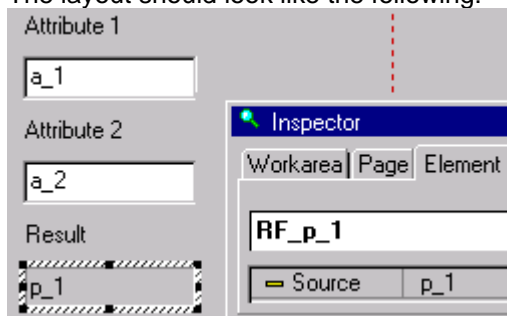 The layout should look like the following:
Attribute 1
a_1
Attribute 2
a_2
Result
p_1
Inspector
Workarea Page Element
RF_p_1
Source p_1